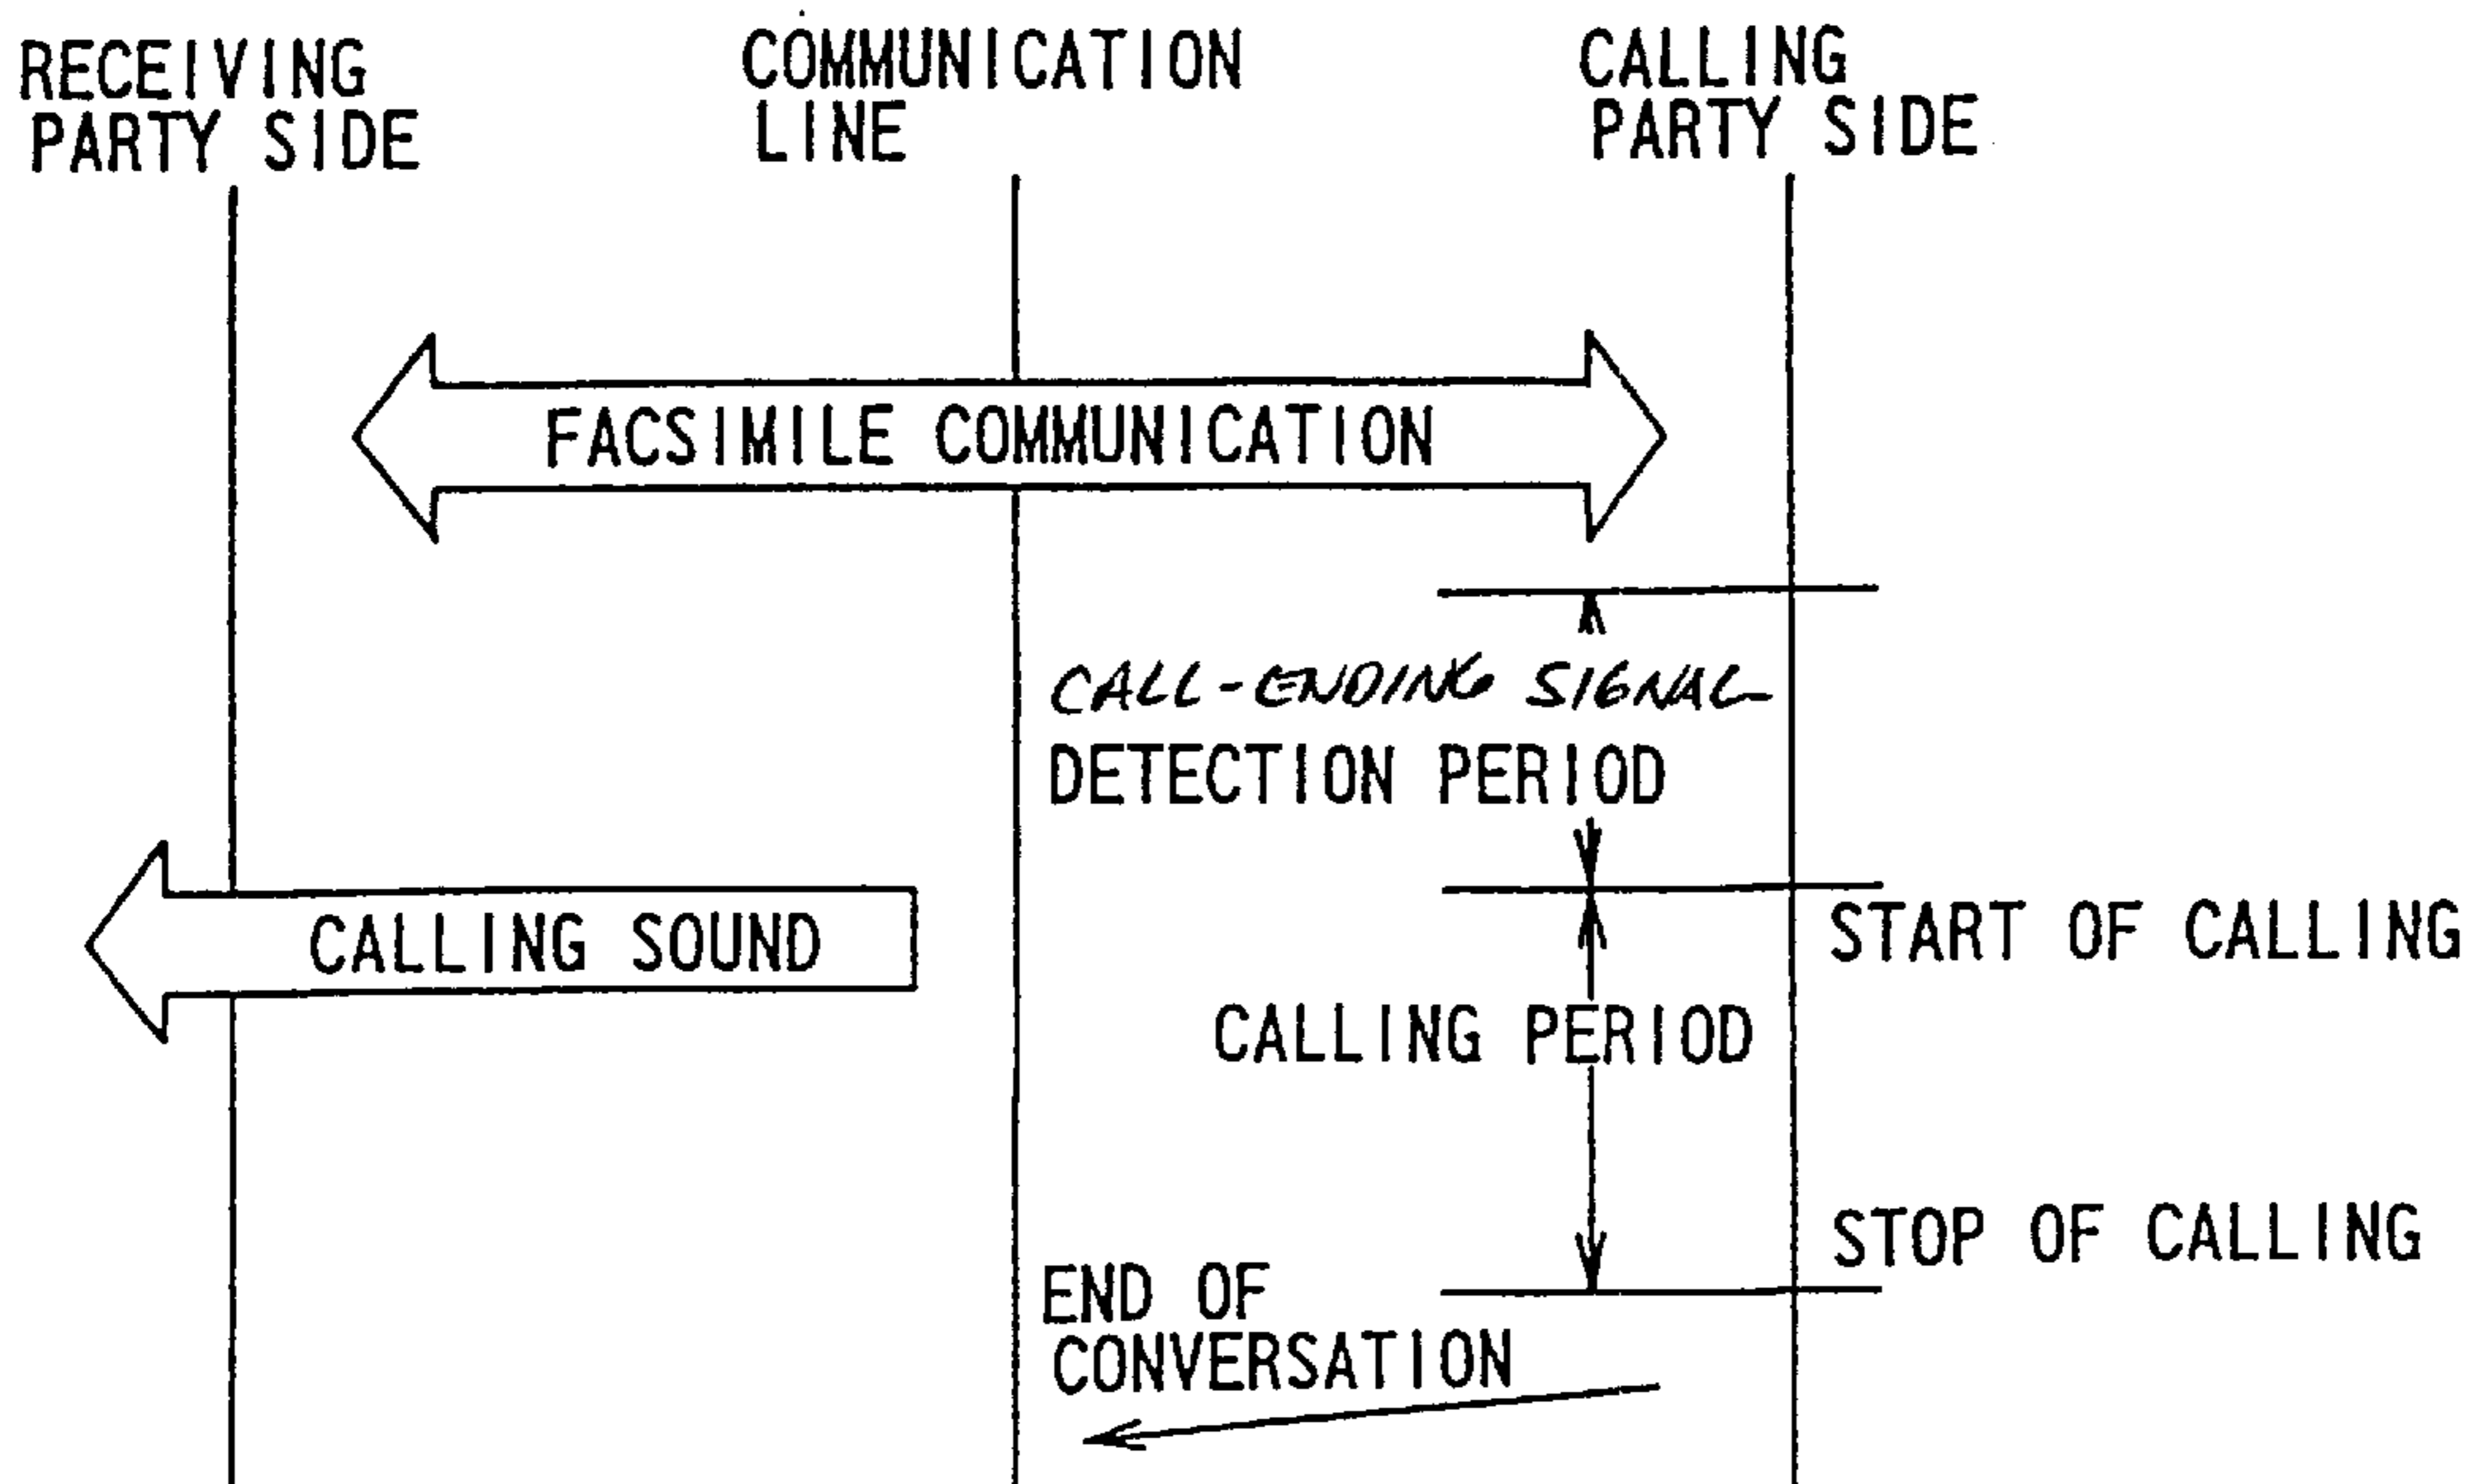 RECEIVING
PARTY SIDE
COMMUNICATION
LINE
CALLING
PARTY SIDE
FACSIMILE COMMUNICATION
CALL-ENDING SIGNAL
DETECTION PERIOD
CALLING SOUND
START OF CALLING
CALLING PERIOD
STOP OF CALLING
END OF
CONVERSATION